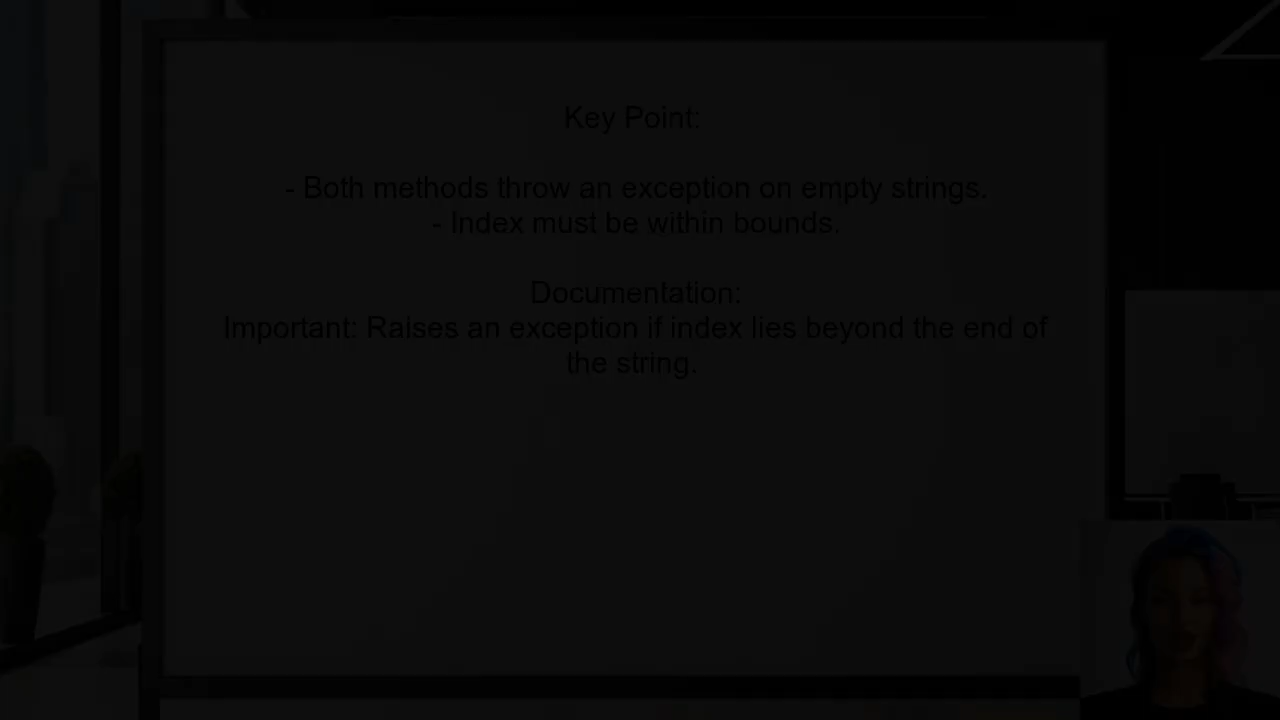 Key Point:
- Both methods throw an exception on empty strings.
- Index must be within bounds.
Documentation:
Important: Raises an exception if index lies beyond the end of
the string.